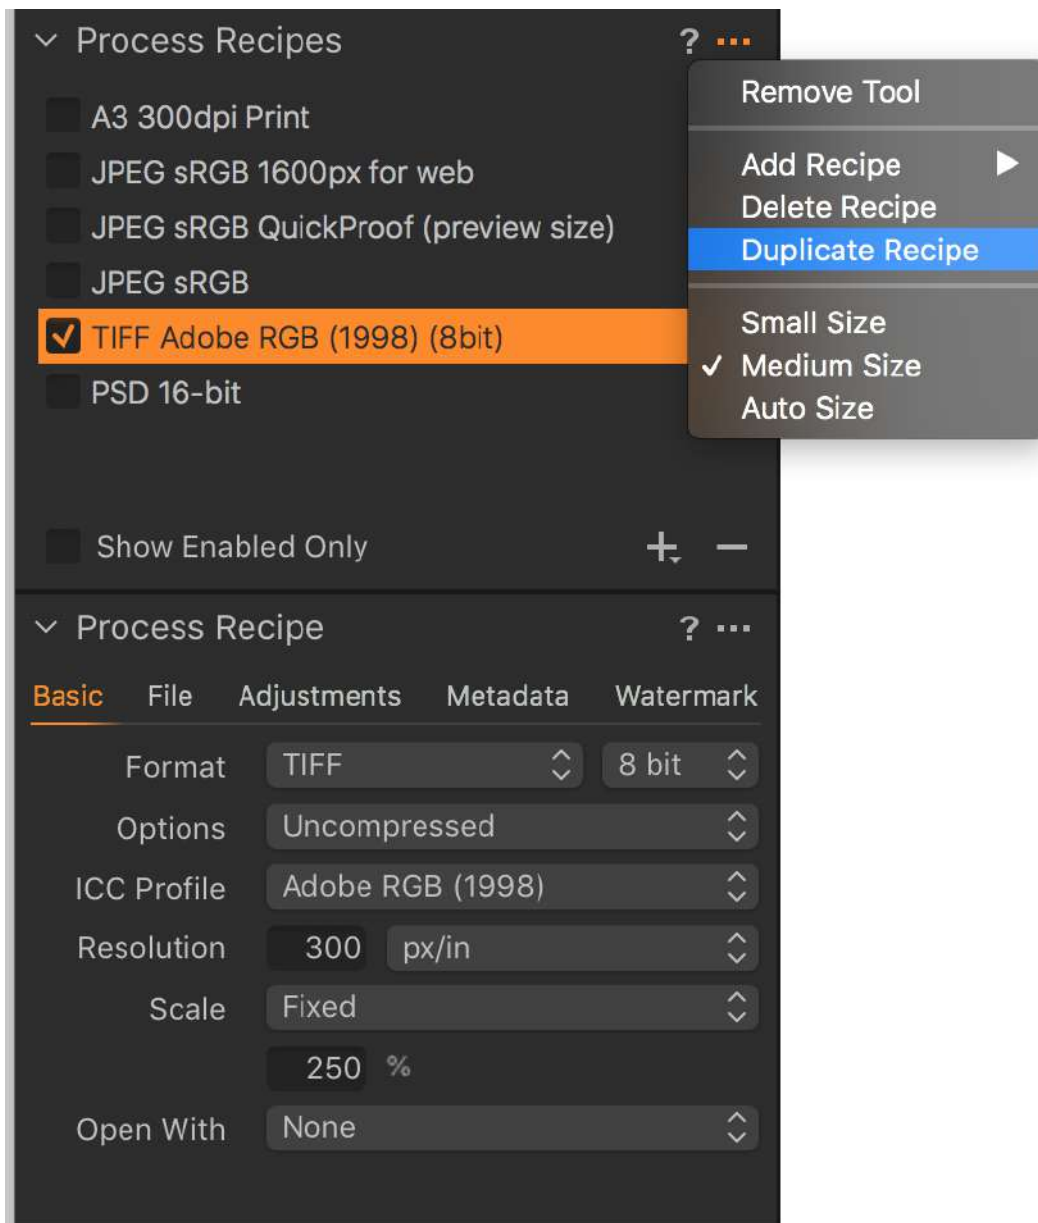 Process Recipes ? ...
A3 300dpi Print
JPEG sRGB 1600px for web
JPEG sRGB QuickProof (preview size)
JPEG sRGB
TIFF Adobe RGB (1998) (8bit)
PSD 16-bit
Show Enabled Only + −
Remove Tool
Add Recipe
Delete Recipe
Duplicate Recipe
Small Size
✓ Medium Size
Auto Size
Process Recipe ? ...
Basic File Adjustments Metadata Watermark
Format TIFF 8 bit
Options Uncompressed
ICC Profile Adobe RGB (1998)
Resolution 300 px/in
Scale Fixed
250 %
Open With None